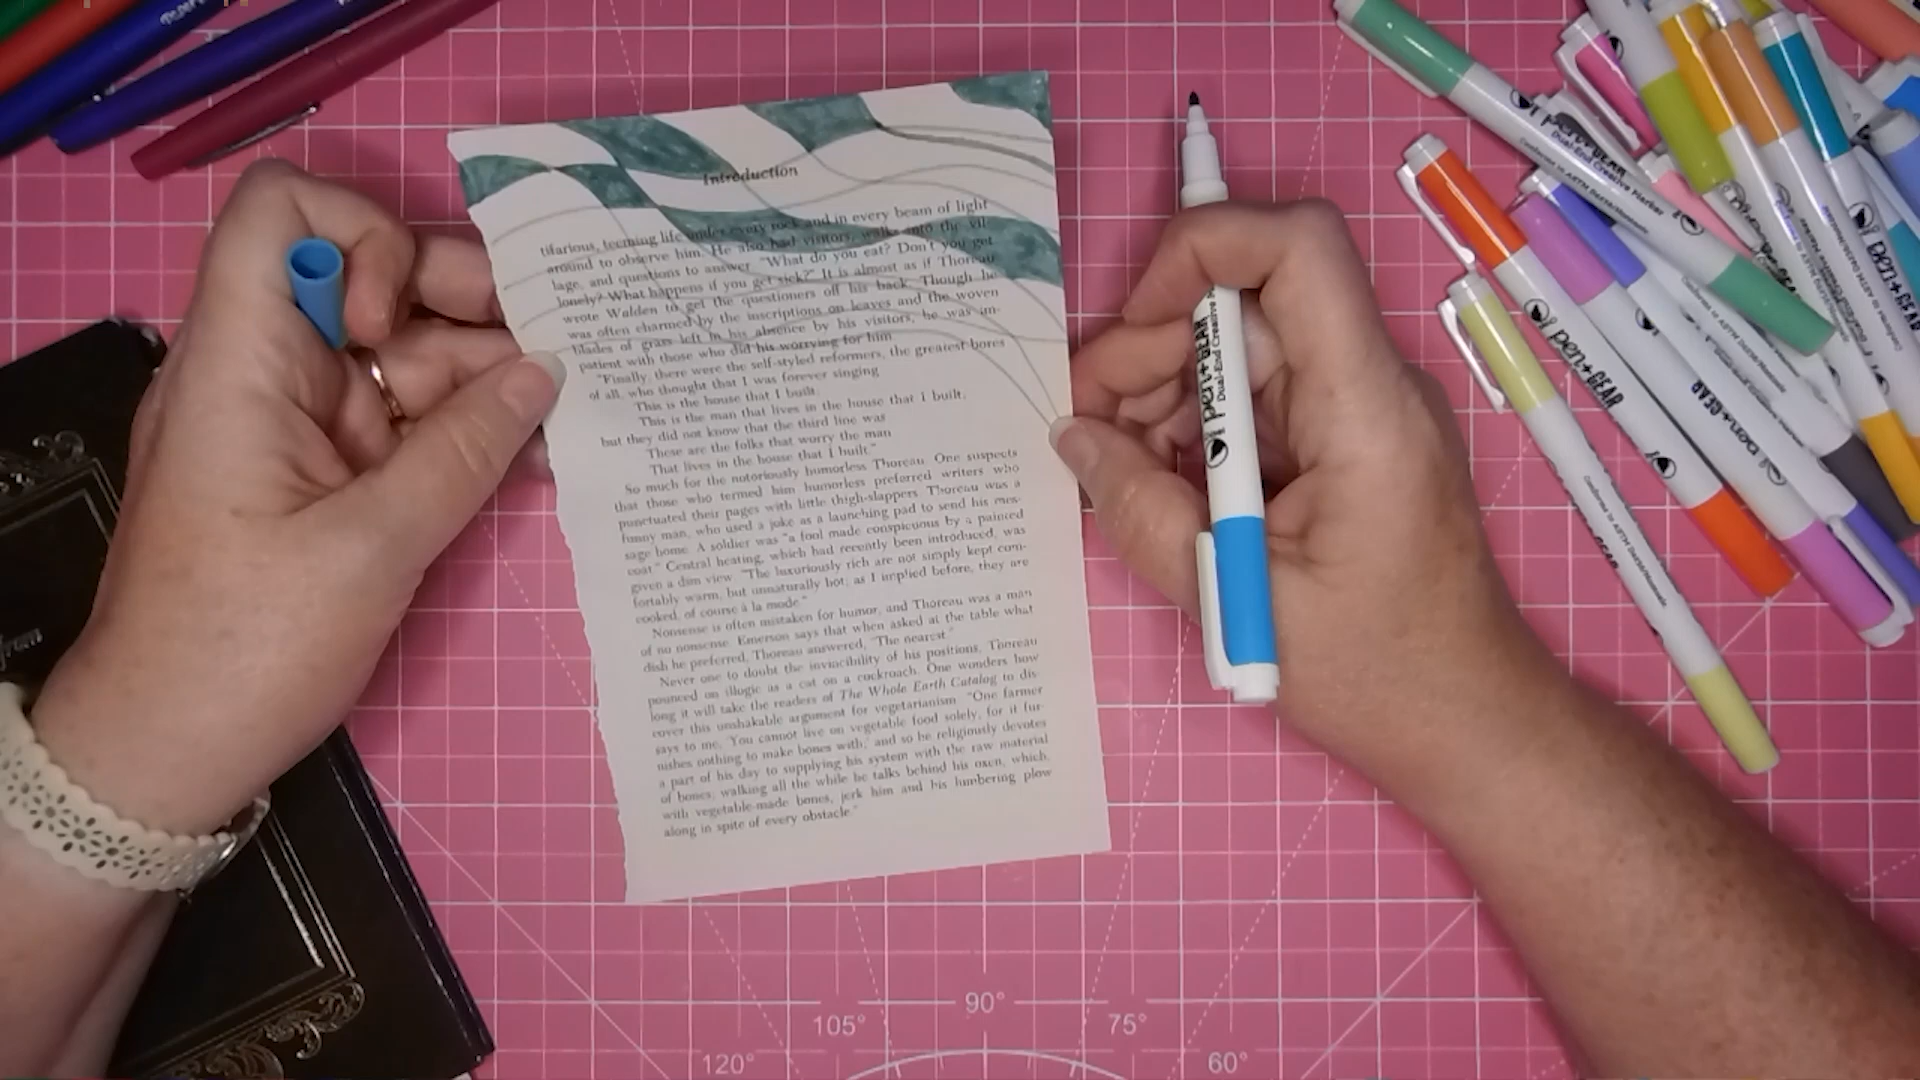 Introduction
tifarious, teeming life under every rock and in every beam of light
around to observe him. He also had visitors, walks into the vil-
lage, and questions to answer. "What do you eat? Don't you get
lonely? What happens if you get sick?" It is almost as if Thoreau
wrote Walden to get the questioners off his back. Though he
was often charmed by the inscriptions on leaves and the woven
blades of grass left in his absence by his visitors, he was im-
patient with those who did his worrying for him
"Finally, there were the self-styled reformers, the greatest bores
of all, who thought that I was forever singing
This is the house that I built.
This is the man that lives in the house that I built.
but they did not know that the third line was
These are the folks that worry the man
That lives in the house that I built."
So much for the notoriously humorless Thoreau. One suspects
that those who termed him humorless preferred writers who
punctuated their pages with little thigh-slappers. Thoreau was a
funny man, who used a joke as a launching pad to send his mes-
sage home. A soldier was "a fool made conspicuous by a painted
coat." Central heating, which had recently been introduced, was
given a dim view. "The luxuriously rich are not simply kept com-
fortably warm, but unnaturally hot; as I implied before, they are
cooked, of course à la mode."
Nonsense is often mistaken for humor, and Thoreau was a man
of no nonsense. Emerson says that when asked at the table what
dish he preferred, Thoreau answered, "The nearest."
Never one to doubt the invincibility of his positions, Thoreau
pounced on illogic as a cat on a cockroach. One wonders how
long it will take the readers of The Whole Earth Catalog to dis-
cover this unshakable argument for vegetarianism. "One farmer
says to me, 'You cannot live on vegetable food solely, for it fur-
nishes nothing to make bones with;' and so he religiously devotes
a part of his day to supplying his system with the raw material
of bones; walking all the while he talks behind his oxen, which,
with vegetable-made bones, jerk him and his lumbering plow
along in spite of every obstacle."
pen+GEAR
Dual-End Creative
pen+GEAR
Dual-End Creative Marker
Conforms to ASTM D4236
pen+GEAR
pen+GEAR
pen+GEAR
GEAR
90°
105°
75°
120°
60°